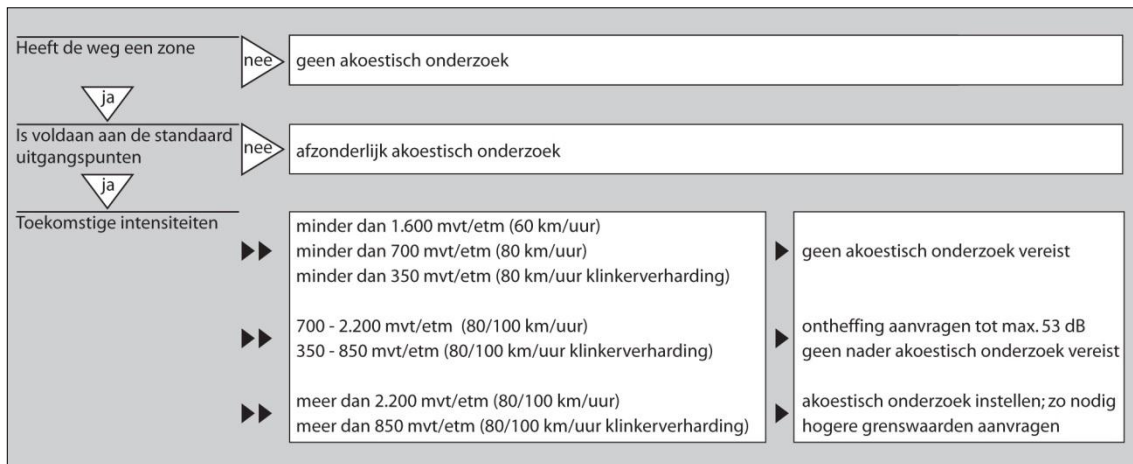 Heeft de weg een zone
nee
geen akoestisch onderzoek
ja
Is voldaan aan de standaard
uitgangspunten
nee
afzonderlijk akoestisch onderzoek
ja
Toekomstige intensiteiten
minder dan 1.600 mvt/etm (60 km/uur)
minder dan 700 mvt/etm (80 km/uur)
minder dan 350 mvt/etm (80 km/uur klinkerverharding)
geen akoestisch onderzoek vereist
700 - 2.200 mvt/etm (80/100 km/uur)
350 - 850 mvt/etm (80/100 km/uur klinkerverharding)
ontheffing aanvragen tot max. 53 dB
geen nader akoestisch onderzoek vereist
meer dan 2.200 mvt/etm (80/100 km/uur)
meer dan 850 mvt/etm (80/100 km/uur klinkerverharding)
akoestisch onderzoek instellen; zo nodig
hogere grenswaarden aanvragen